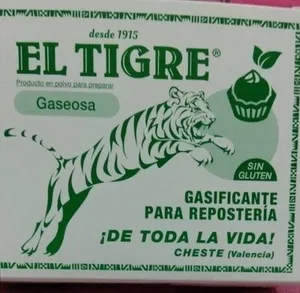 desde 1915
EL TIGRE®
Producto en polvo para preparar
Gaseosa
SIN
GLUTEN
GASIFICANTE
PARA REPOSTERÍA
¡DE TODA LA VIDA!
CHESTE (Valencia)